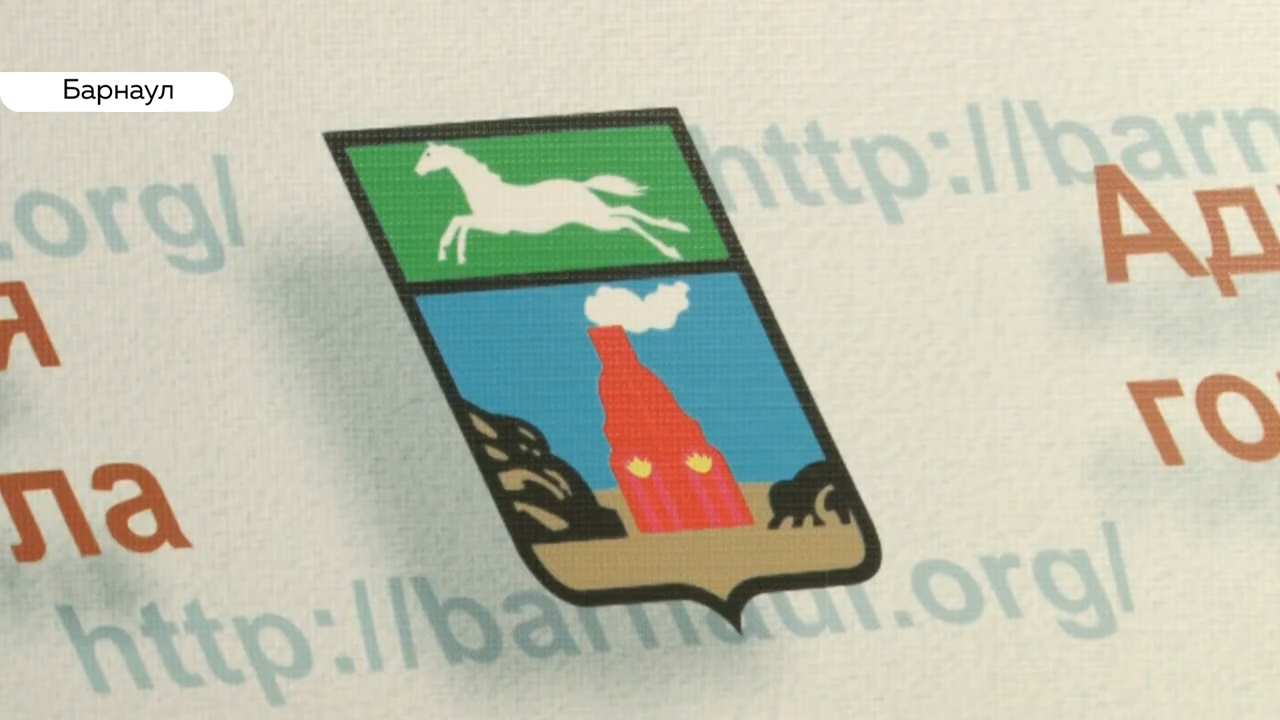 Барнаул
.org/
http://barn
я
ла
Ад
го
http://barnaul.org/